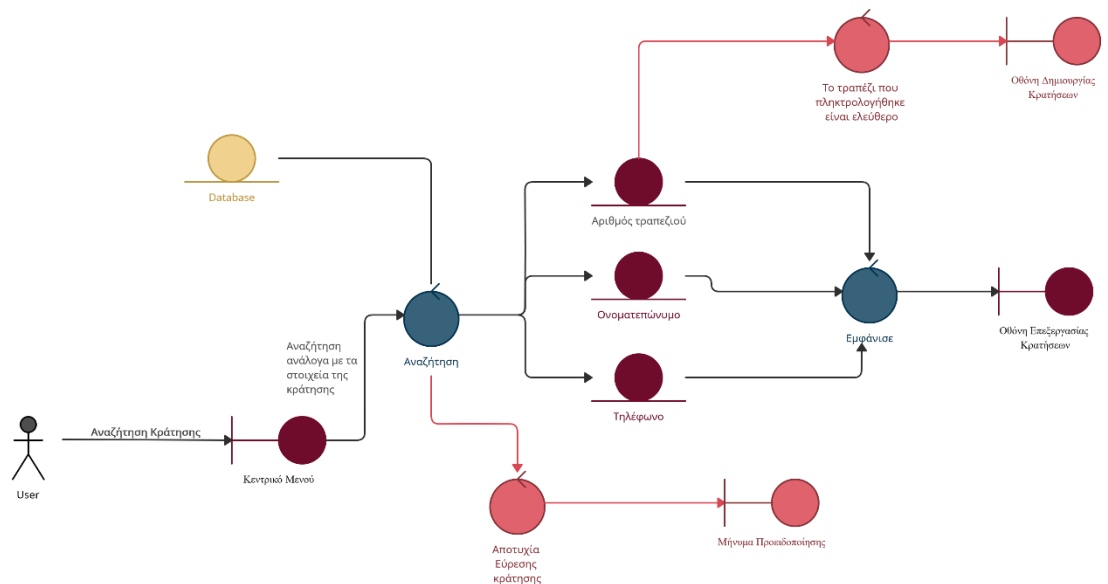 Το τραπέζι που
πληκτρολογήθηκε
είναι ελεύθερο
Οθόνη Δημιουργίας
Κρατήσεων
Database
Αριθμός τραπεζιού
Ονοματεπώνυμο
Τηλέφωνο
Εμφάνισε
Οθόνη Επεξεργασίας
Κρατήσεων
Αναζήτηση
Αναζήτηση
ανάλογα με τα
στοιχεία της
κράτησης
Αναζήτηση Κράτησης
User
Κεντρικό Μενού
Αποτυχία
Εύρεσης
κράτησης
Μήνυμα Προειδοποίησης